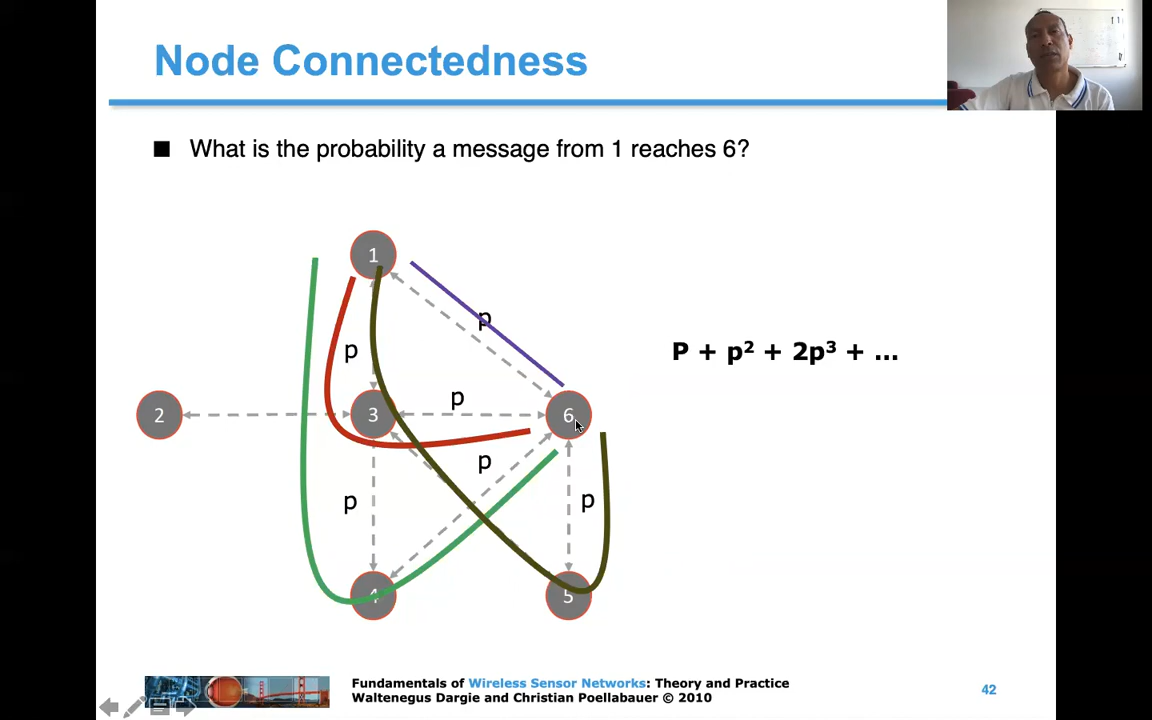 Node Connectedness
■ What is the probability a message from 1 reaches 6?
1
p
p
P + p² + 2p³ + ...
p
2
3
6
p
p
p
4
5
Fundamentals of Wireless Sensor Networks: Theory and Practice
Waltenegus Dargie and Christian Poellabauer © 2010
42